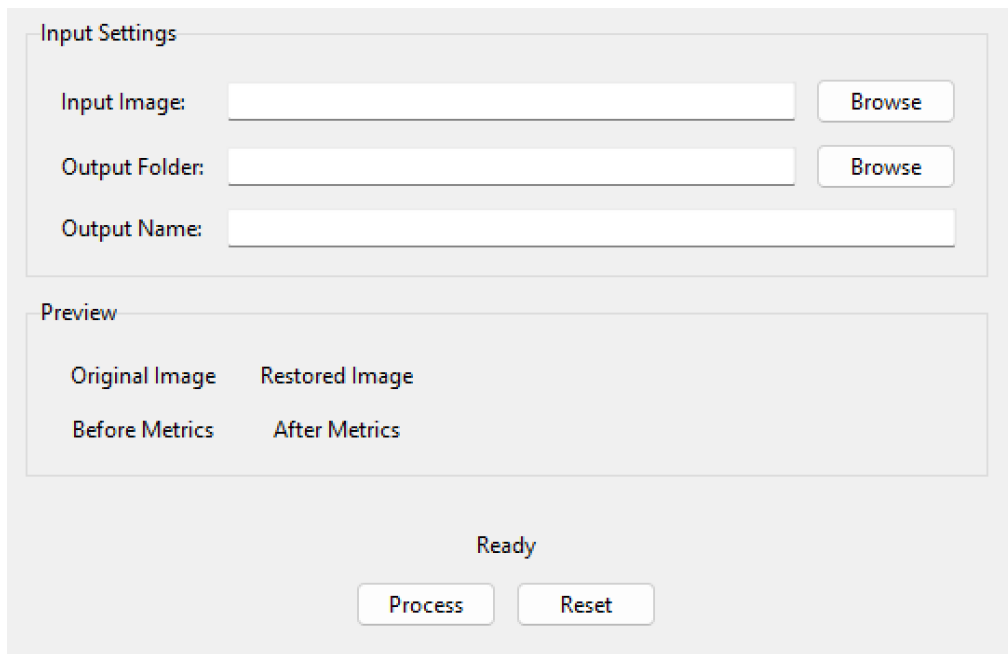 Input Settings
Input Image: Browse
Output Folder: Browse
Output Name:
Preview
Original Image Restored Image
Before Metrics After Metrics
Ready
Process Reset